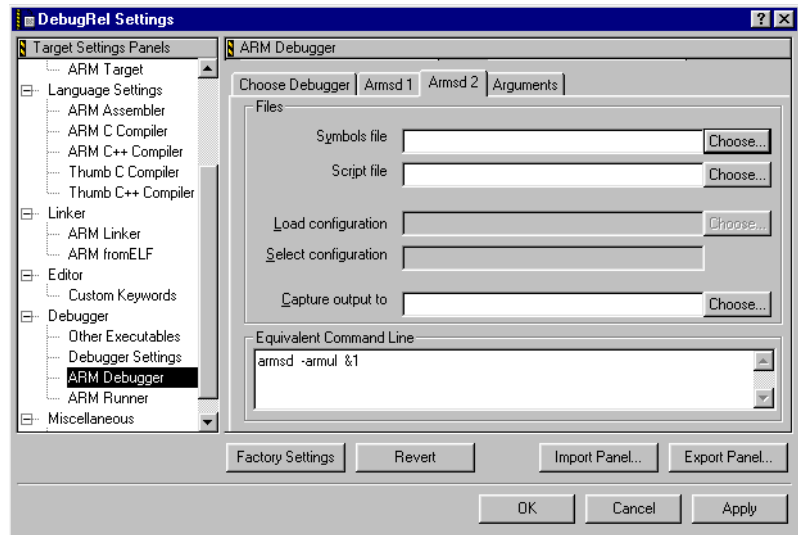 DebugRel Settings
Target Settings Panels
ARM Target
Language Settings
ARM Assembler
ARM C Compiler
ARM C++ Compiler
Thumb C Compiler
Thumb C++ Compiler
Linker
ARM Linker
ARM fromELF
Editor
Custom Keywords
Debugger
Other Executables
Debugger Settings
ARM Debugger
ARM Runner
Miscellaneous
ARM Debugger
Choose Debugger Armsd 1 Armsd 2 Arguments
Files
Symbols file Choose...
Script file Choose...
Load configuration Choose...
Select configuration
Capture output to Choose...
Equivalent Command Line
armsd -armul &1
Factory Settings Revert Import Panel... Export Panel...
OK Cancel Apply